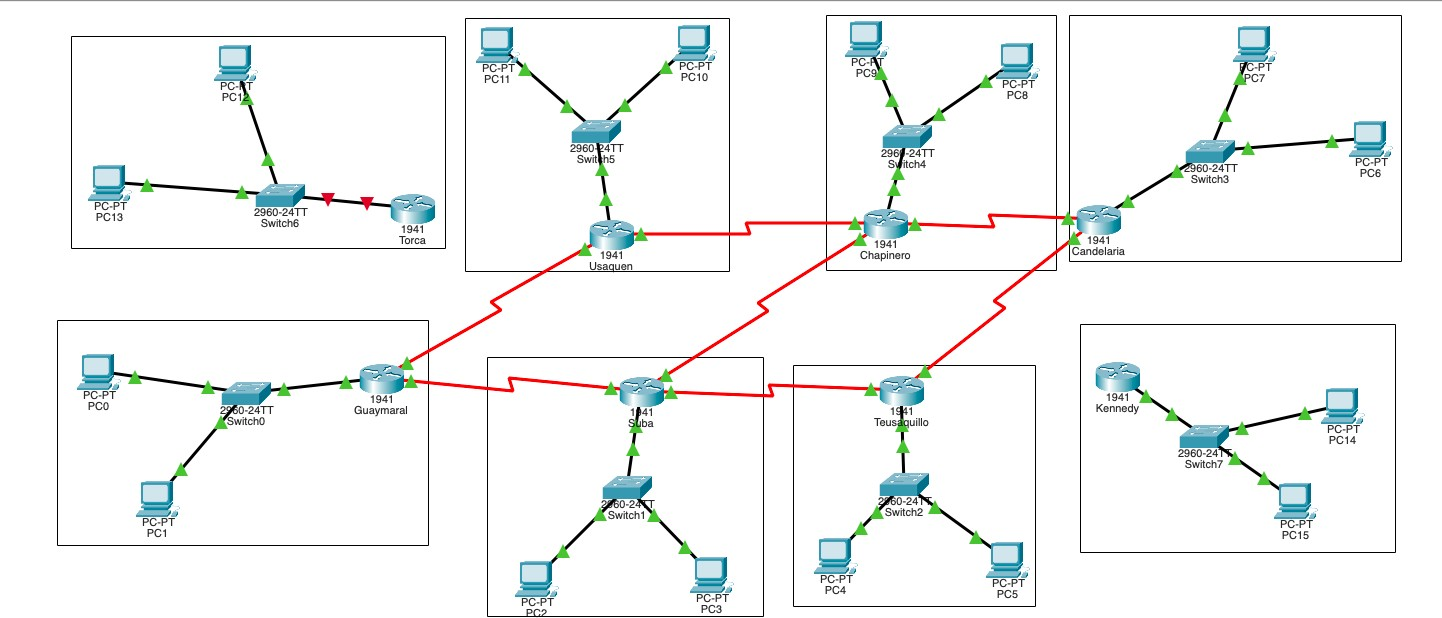 PC-PT
PC12
PC-PT
PC13
2960-24TT
Switch6
1941
Torca
PC-PT
PC11
PC-PT
PC10
2960-24TT
Switch5
1941
Usaquen
PC-PT
PC9
PC-PT
PC8
2960-24TT
Switch4
1941
Chapinero
PC-PT
PC7
PC-PT
PC6
2960-24TT
Switch3
1941
Candelaria
PC-PT
PC0
2960-24TT
Switch0
1941
Guaymaral
PC-PT
PC1
1941
Suba
2960-24TT
Switch1
PC-PT
PC2
PC-PT
PC3
1941
Teusaquillo
2960-24TT
Switch2
PC-PT
PC4
PC-PT
PC5
1941
Kennedy
2960-24TT
Switch7
PC-PT
PC14
PC-PT
PC15